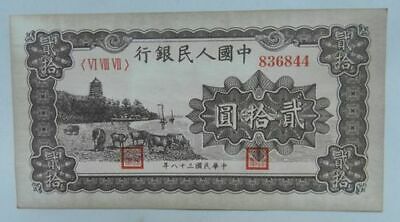 行銀民人國中
〈VI VIII VII〉 836844
貳拾 貳拾
圓拾貳
年八十三國民華中
貳拾 貳拾